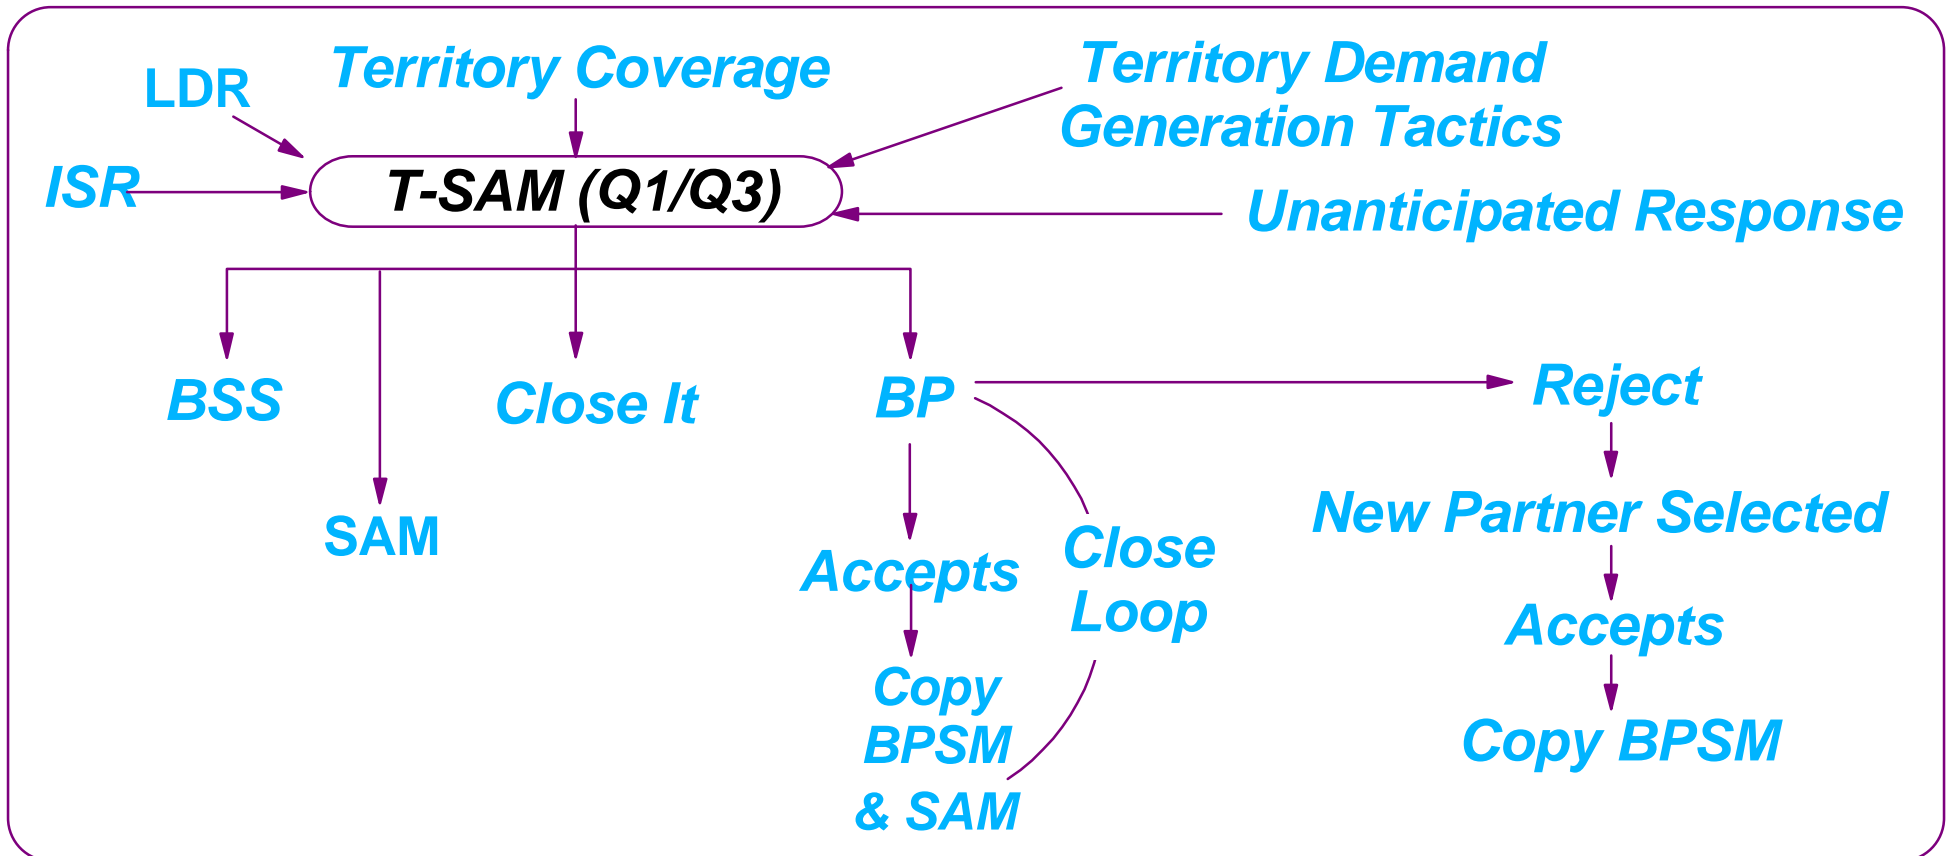 LDR
Territory Coverage
Territory Demand
Generation Tactics
ISR
T-SAM (Q1/Q3)
Unanticipated Response
BSS
Close It
BP
Reject
SAM
New Partner Selected
Accepts
Close
Loop
Accepts
Copy
BPSM
& SAM
Copy BPSM